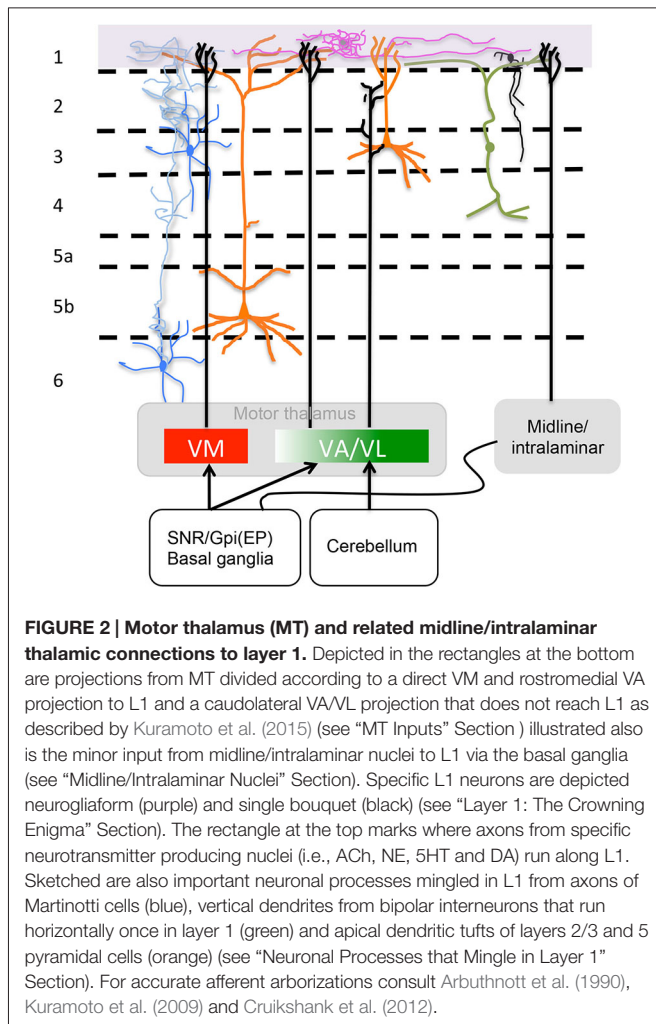 1
2
3
4
5a
5b
6
Motor thalamus
VM
VA/VL
Midline/
intralaminar
SNR/Gpi(EP)
Basal ganglia
Cerebellum
FIGURE 2 | Motor thalamus (MT) and related midline/intralaminar
thalamic connections to layer 1. Depicted in the rectangles at the bottom
are projections from MT divided according to a direct VM and rostromedial VA
projection to L1 and a caudolateral VA/VL projection that does not reach L1 as
described by Kuramoto et al. (2015) (see “MT Inputs” Section ) illustrated also
is the minor input from midline/intralaminar nuclei to L1 via the basal ganglia
(see “Midline/Intralaminar Nuclei” Section). Specific L1 neurons are depicted
neurogliaform (purple) and single bouquet (black) (see “Layer 1: The Crowning
Enigma” Section). The rectangle at the top marks where axons from specific
neurotransmitter producing nuclei (i.e., ACh, NE, 5HT and DA) run along L1.
Sketched are also important neuronal processes mingled in L1 from axons of
Martinotti cells (blue), vertical dendrites from bipolar interneurons that run
horizontally once in layer 1 (green) and apical dendritic tufts of layers 2/3 and 5
pyramidal cells (orange) (see “Neuronal Processes that Mingle in Layer 1”
Section). For accurate afferent arborizations consult Arbuthnott et al. (1990),
Kuramoto et al. (2009) and Cruikshank et al. (2012).